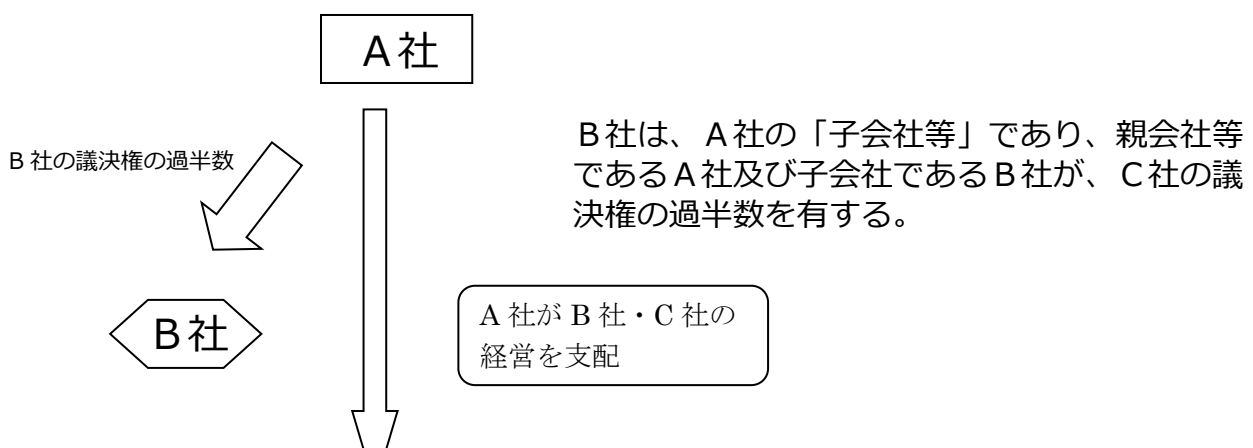 A社
B社は、A社の「子会社等」であり、親会社等
であるA社及び子会社であるB社が、C社の議
決権の過半数を有する。
B社の議決権の過半数
B社
A 社が B 社・C 社の
経営を支配